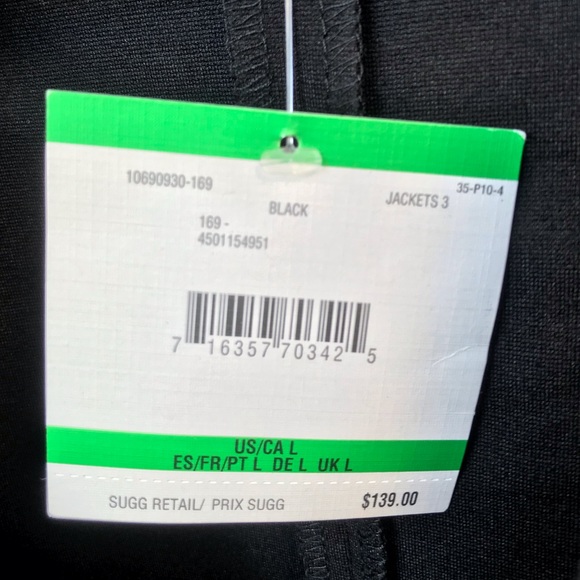 35-P10-4
10690930-169
JACKETS 3
BLACK
169 -
4501154951
7 16357 70342 5
US/CA L
ES/FR/PT L DE L UK L
SUGG RETAIL/ PRIX SUGG $139.00